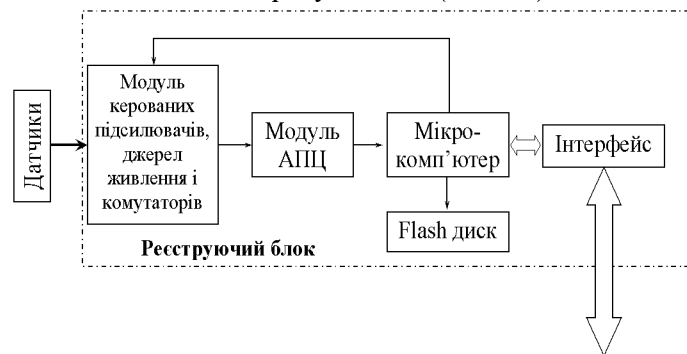 Датчики
Модуль
керованих
підсилювачів,
джерел
живлення і
комутаторів
Модуль
АПЦ
Мікро-
комп’ютер
Інтерфейс
Flash диск
Реєструючий блок